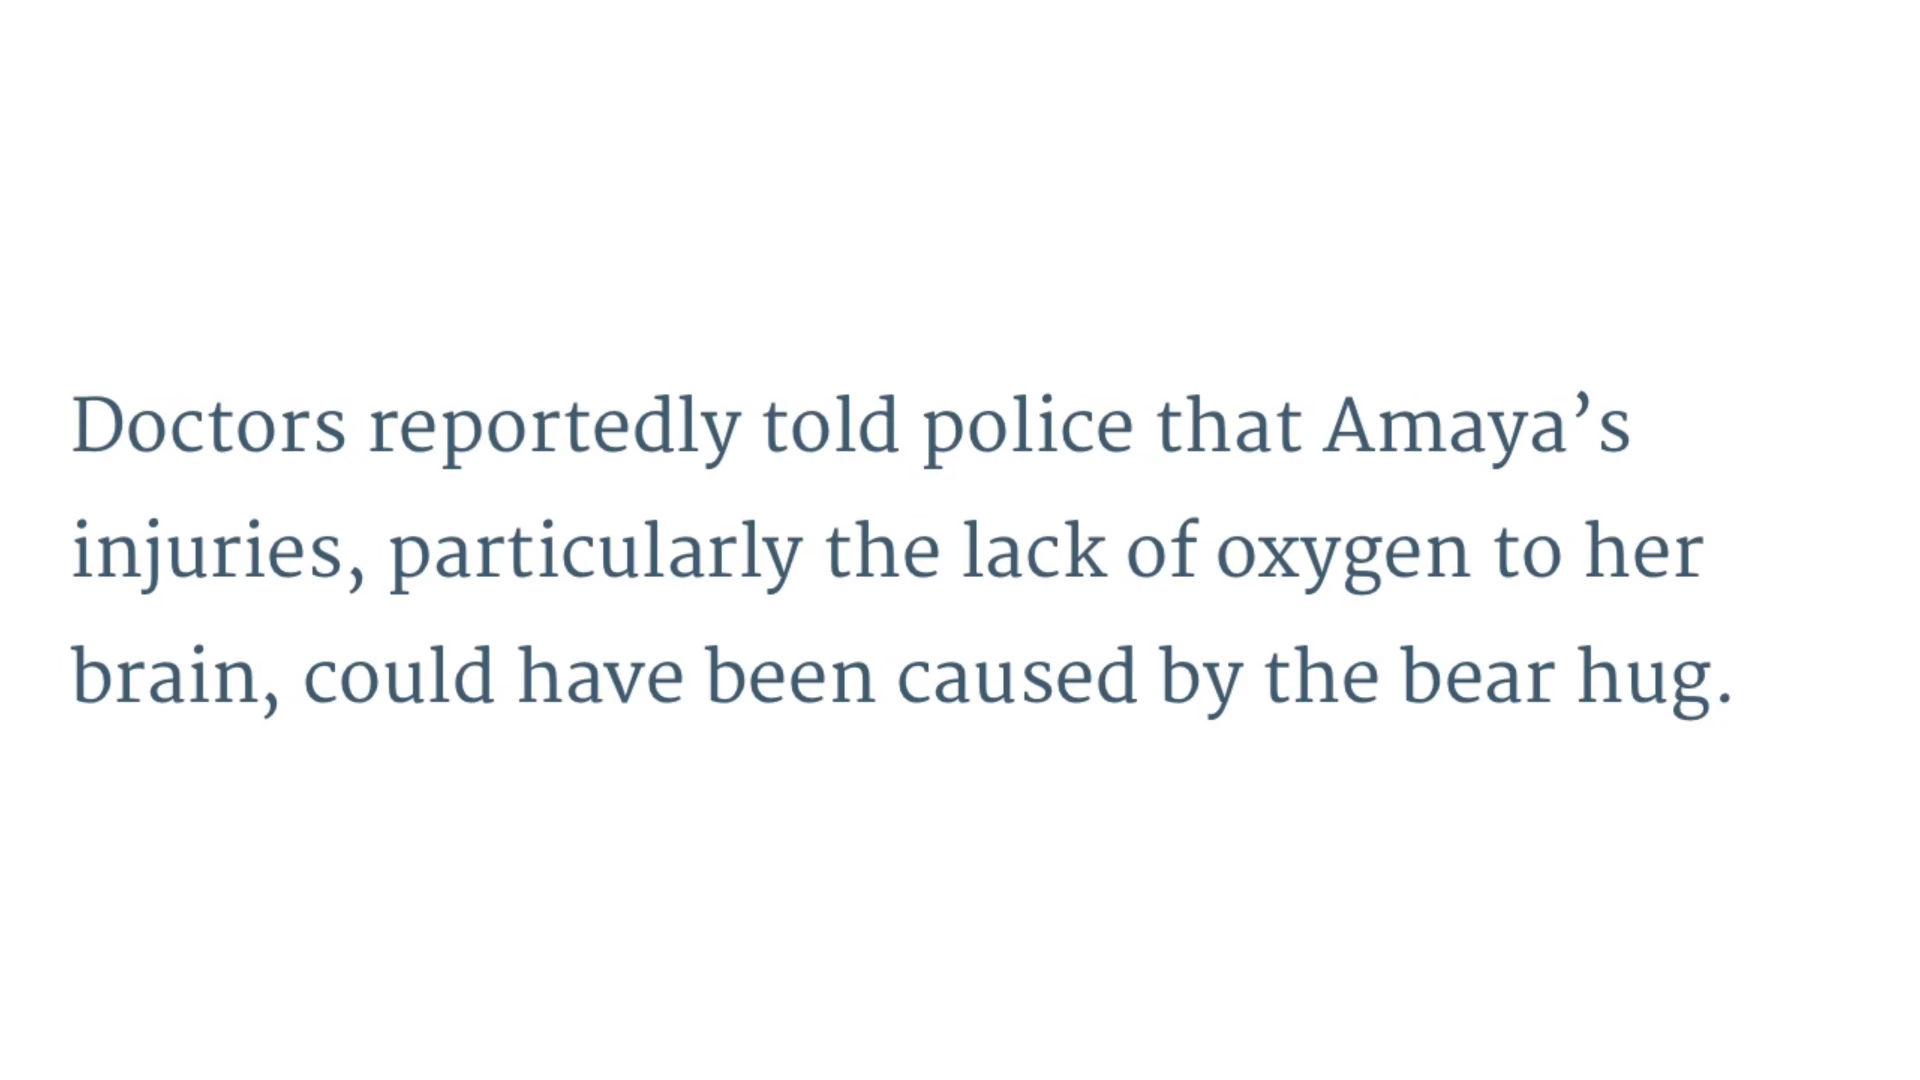 Doctors reportedly told police that Amaya’s
injuries, particularly the lack of oxygen to her
brain, could have been caused by the bear hug.